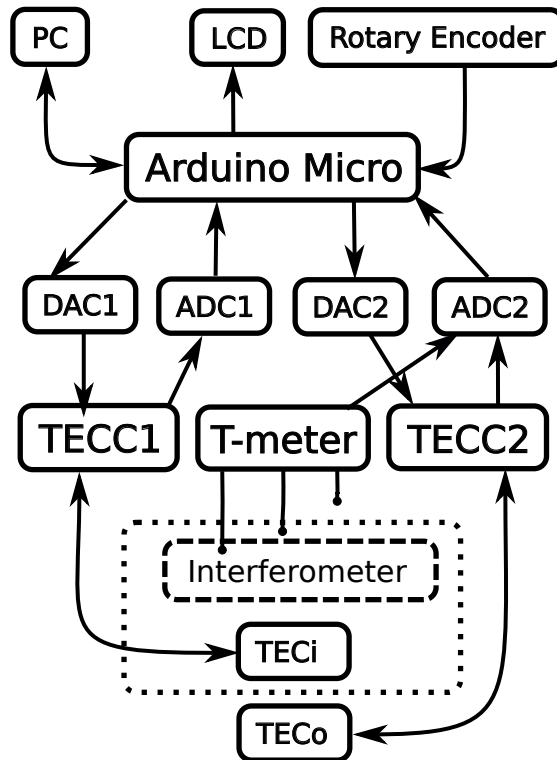 PC
LCD
Rotary Encoder
Arduino Micro
DAC1
ADC1
DAC2
ADC2
TECC1
T-meter
TECC2
Interferometer
TECi
TECo